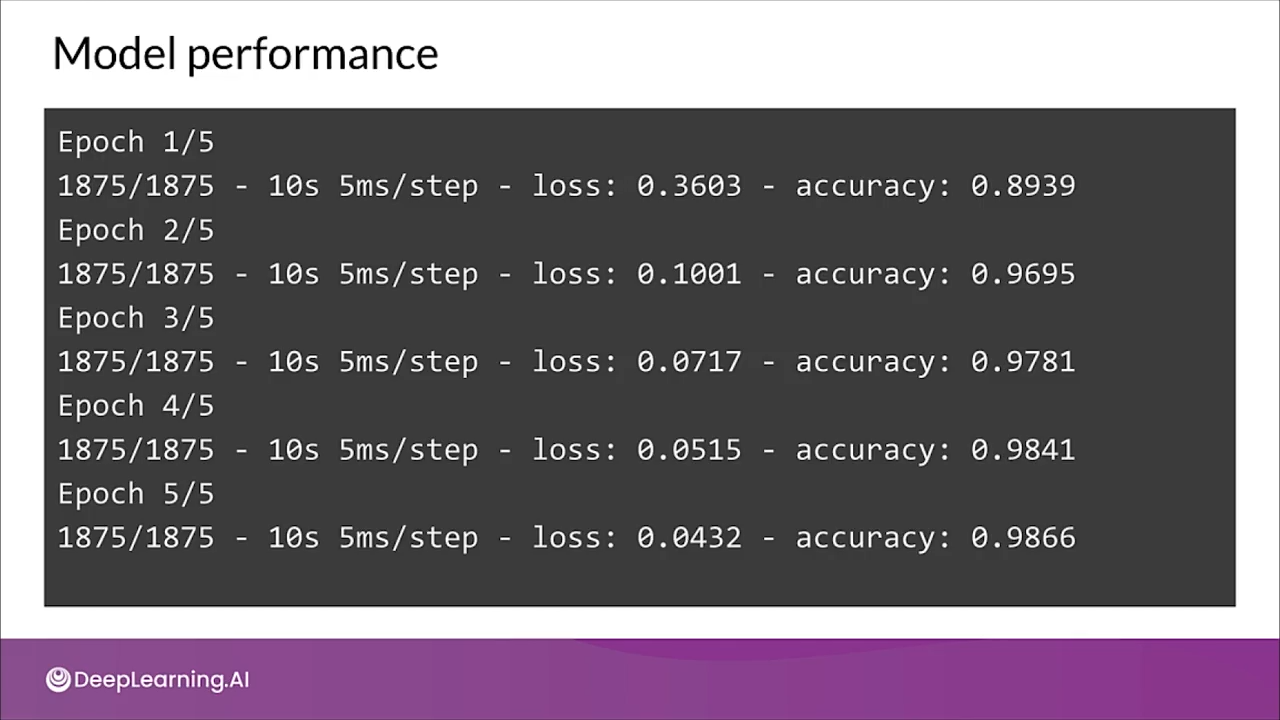 Model performance
Epoch 1/5
1875/1875 - 10s 5ms/step - loss: 0.3603 - accuracy: 0.8939
Epoch 2/5
1875/1875 - 10s 5ms/step - loss: 0.1001 - accuracy: 0.9695
Epoch 3/5
1875/1875 - 10s 5ms/step - loss: 0.0717 - accuracy: 0.9781
Epoch 4/5
1875/1875 - 10s 5ms/step - loss: 0.0515 - accuracy: 0.9841
Epoch 5/5
1875/1875 - 10s 5ms/step - loss: 0.0432 - accuracy: 0.9866
DeepLearning.AI